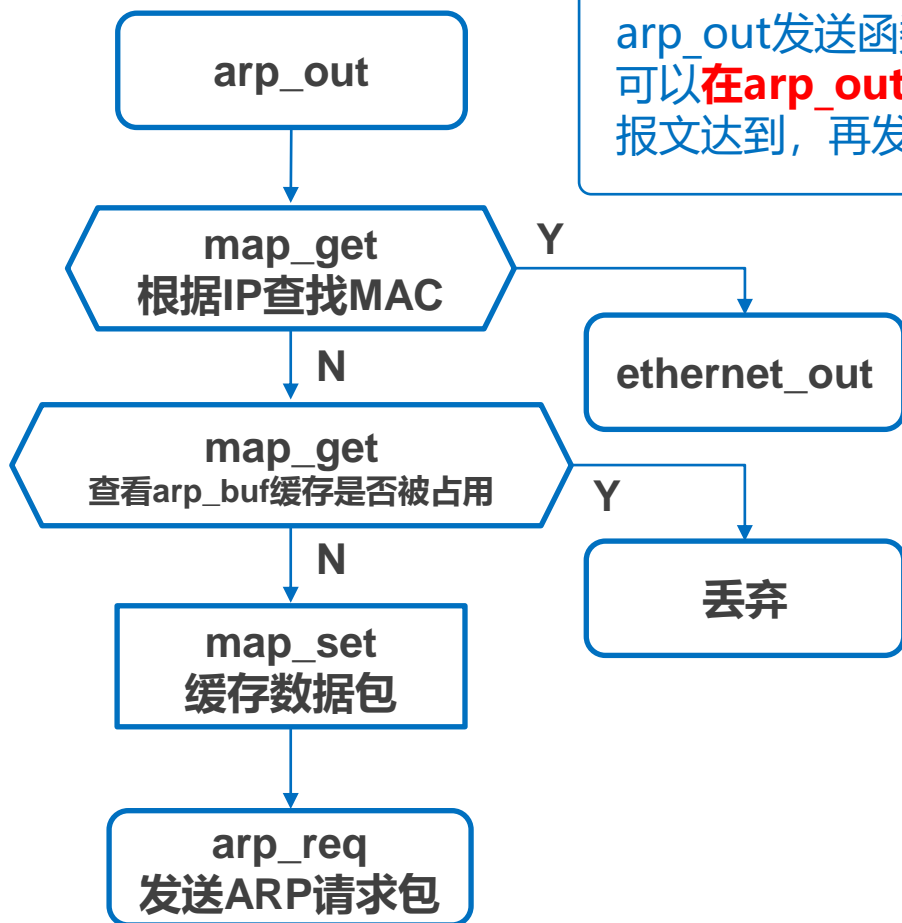 arp_out发送函
可以在arp_out
报文达到，再发
arp_out
map_get
根据IP查找MAC
Y
ethernet_out
N
map_get
查看arp_buf缓存是否被占用
Y
丢弃
N
map_set
缓存数据包
arp_req
发送ARP请求包